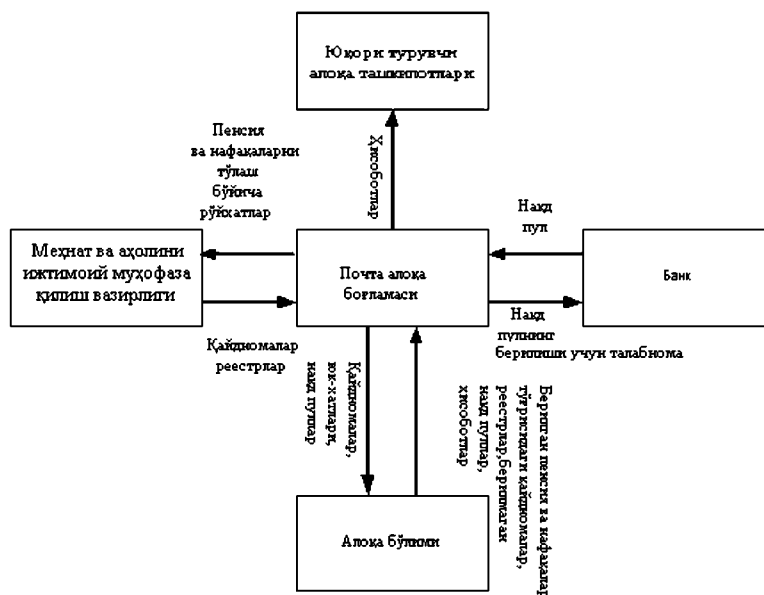 Юқори турувчи
алоқа ташкилотлари
Пенсия
ва нафақаларни
тўлаш
бўйича
рўйхатлар
Ҳисоботлар
Нақд
пул
Меҳнат ва аҳолини
ижтимоий муҳофаза
қилиш вазирлиги
Почта алоқа
боғламаси
Банк
Қайдномалар
реестрлар
Нақд
пулнинг
берилиши учун талабнома
Қайдномалар,
юк-хатлари,
нақд пуллар
Берилган пенсия ва нафақалар
тўғрисидаги қайдномалар,
реестрлар,берилмаган
нақд пуллар,
ҳисоботлар
Алоқа бўлими